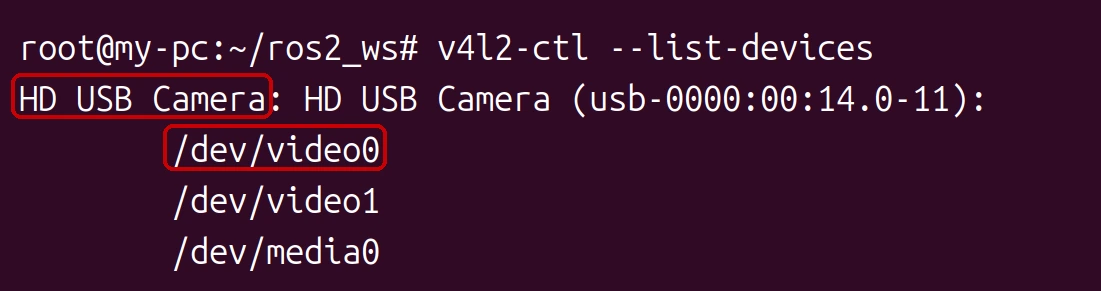 root@my-pc:~/ros2_ws# v4l2-ctl --list-devices
HD USB Camera: HD USB Camera (usb-0000:00:14.0-11):
/dev/video0
/dev/video1
/dev/media0